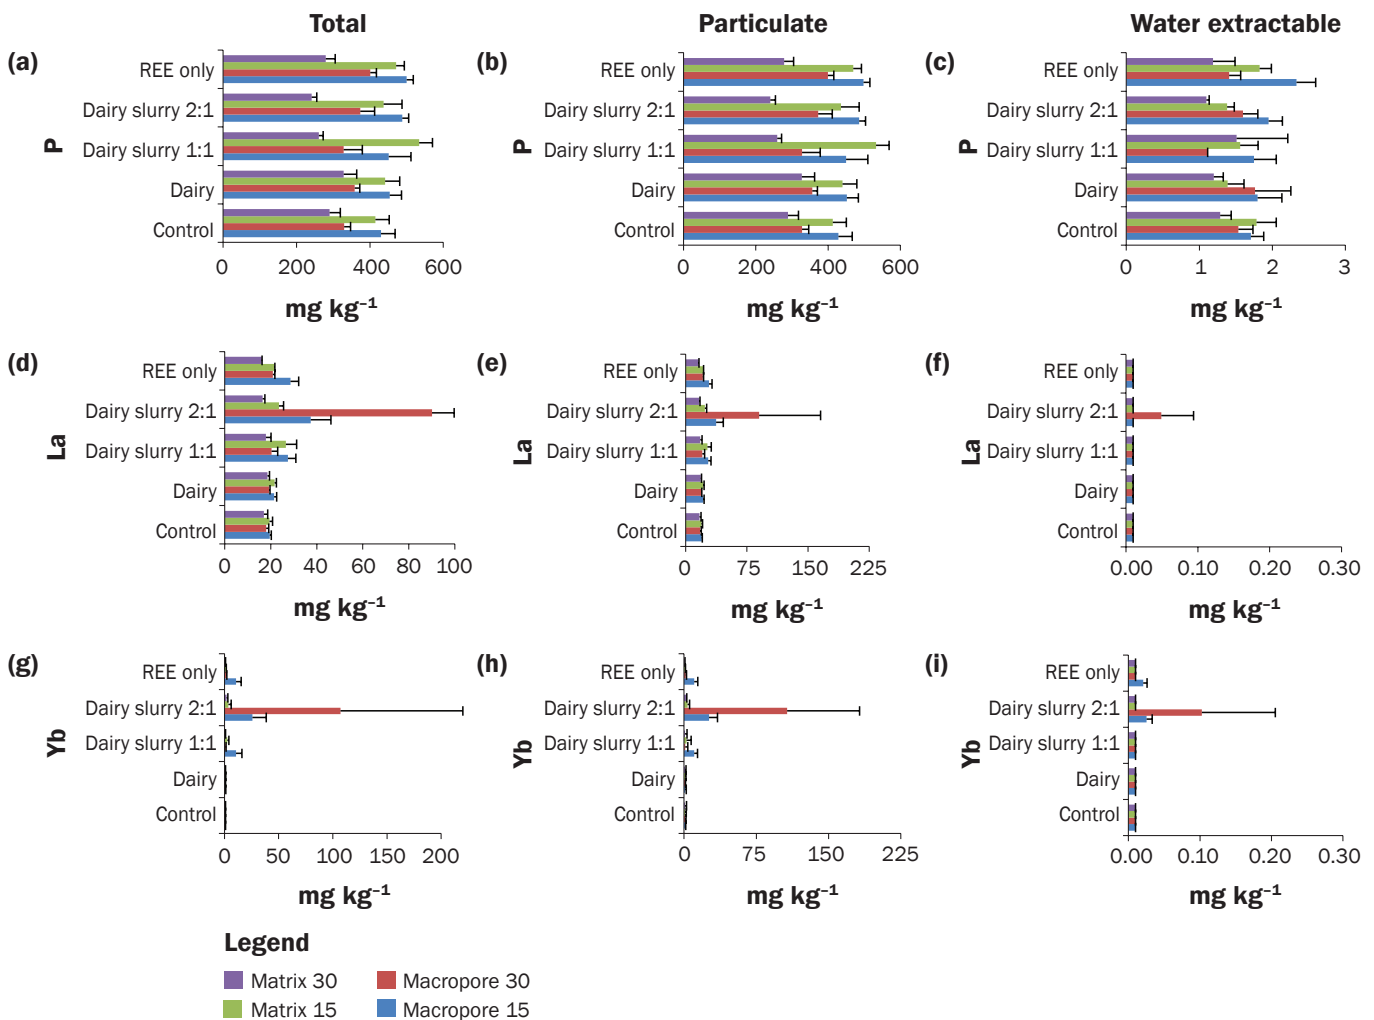 Total Particulate Water extractable
(a) P
REE only
Dairy slurry 2:1
Dairy slurry 1:1
Dairy
Control
0 200 400 600
mg kg⁻¹
(b) P
REE only
Dairy slurry 2:1
Dairy slurry 1:1
Dairy
Control
0 200 400 600
mg kg⁻¹
(c) P
REE only
Dairy slurry 2:1
Dairy slurry 1:1
Dairy
Control
0 1 2 3
mg kg⁻¹
(d) La
REE only
Dairy slurry 2:1
Dairy slurry 1:1
Dairy
Control
0 20 40 60 80 100
mg kg⁻¹
(e) La
REE only
Dairy slurry 2:1
Dairy slurry 1:1
Dairy
Control
0 75 150 225
mg kg⁻¹
(f) La
REE only
Dairy slurry 2:1
Dairy slurry 1:1
Dairy
Control
0.00 0.10 0.20 0.30
mg kg⁻¹
(g) Yb
REE only
Dairy slurry 2:1
Dairy slurry 1:1
Dairy
Control
0 50 100 150 200
mg kg⁻¹
(h) Yb
REE only
Dairy slurry 2:1
Dairy slurry 1:1
Dairy
Control
0 75 150 225
mg kg⁻¹
(i) Yb
REE only
Dairy slurry 2:1
Dairy slurry 1:1
Dairy
Control
0.00 0.10 0.20 0.30
mg kg⁻¹
Legend
Matrix 30 Macropore 30
Matrix 15 Macropore 15